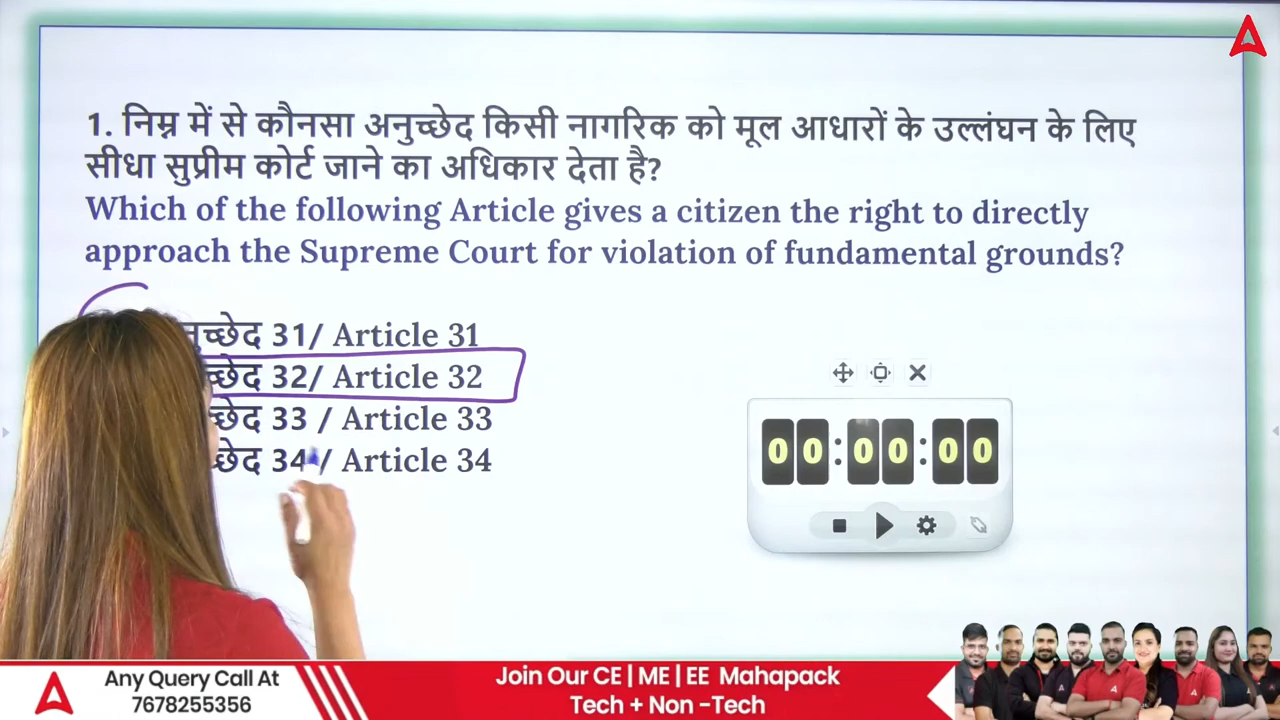 1. निम्न में से कौनसा अनुच्छेद किसी नागरिक को मूल आधारों के उल्लंघन के लिए
सीधा सुप्रीम कोर्ट जाने का अधिकार देता है?
Which of the following Article gives a citizen the right to directly
approach the Supreme Court for violation of fundamental grounds?
31/ Article 31
32/ Article 32
33 / Article 33
34 / Article 34
00:00:00
Any Query Call At
7678255356
Join Our CE | ME | EE Mahapack
Tech + Non -Tech